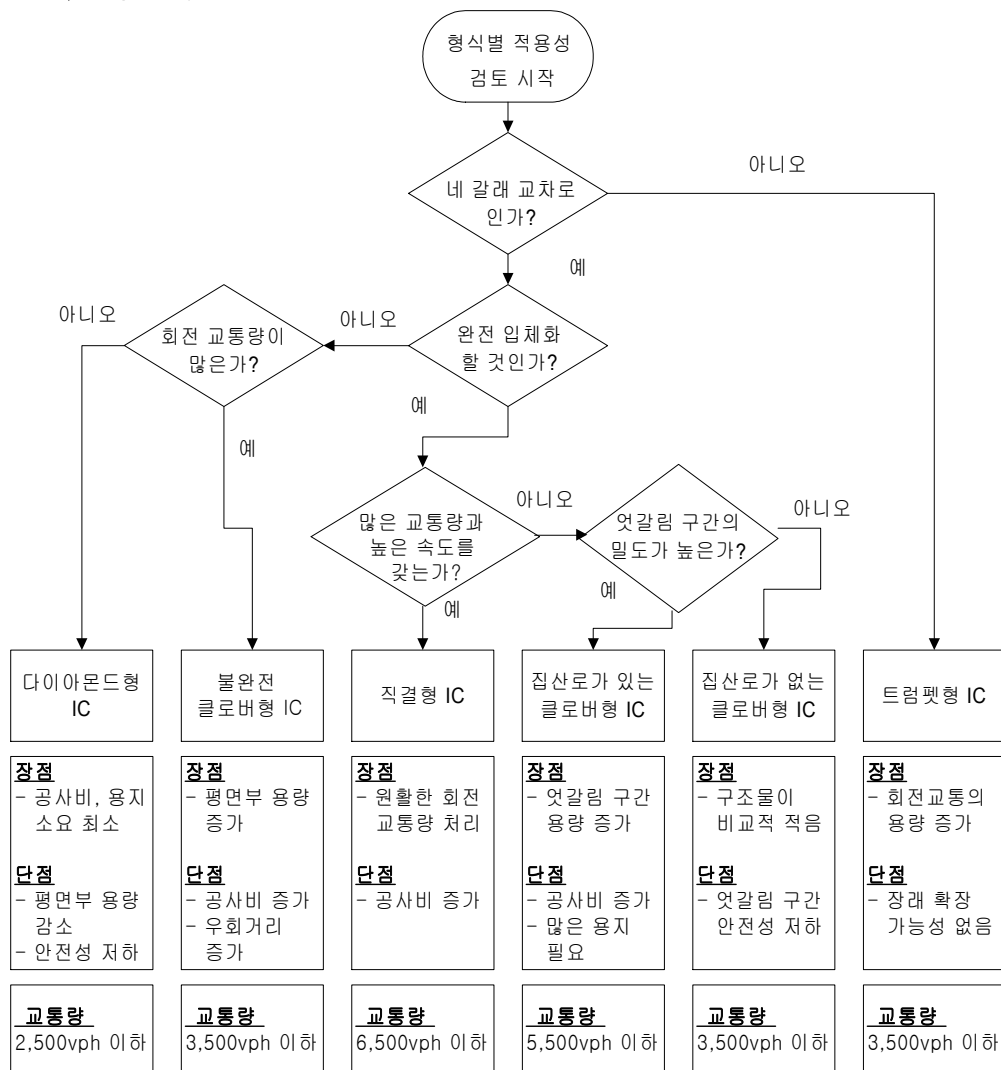 형식별 적용성
검토 시작
네 갈래 교차로
인가?
아니오
예
완전 입체화
할 것인가?
아니오
회전 교통량이
많은가?
아니오
예
예
많은 교통량과
높은 속도를
갖는가?
아니오
예
엇갈림 구간의
밀도가 높은가?
아니오
예
다이아몬드형
IC
불완전
클로버형 IC
직결형 IC
집산로가 있는
클로버형 IC
집산로가 없는
클로버형 IC
트럼펫형 IC
장점
- 공사비, 용지
소요 최소
단점
- 평면부 용량
감소
- 안전성 저하
장점
- 평면부 용량
증가
단점
- 공사비 증가
- 우회거리
증가
장점
- 원활한 회전
교통량 처리
단점
- 공사비 증가
장점
- 엇갈림 구간
용량 증가
단점
- 공사비 증가
- 많은 용지
필요
장점
- 구조물이
비교적 적음
단점
- 엇갈림 구간
안전성 저하
장점
- 회전교통의
용량 증가
단점
- 장래 확장
가능성 없음
교통량
2,500vph 이하
교통량
3,500vph 이하
교통량
6,500vph 이하
교통량
5,500vph 이하
교통량
3,500vph 이하
교통량
3,500vph 이하